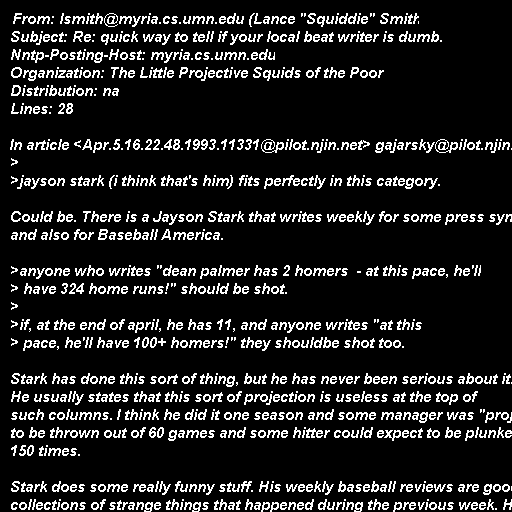 From: lsmith@myria.cs.umn.edu (Lance "Squiddie" Smith
Subject: Re: quick way to tell if your local beat writer is dumb.
Nntp-Posting-Host: myria.cs.umn.edu
Organization: The Little Projective Squids of the Poor
Distribution: na
Lines: 28

In article <Apr.5.16.22.48.1993.11331@pilot.njin.net> gajarsky@pilot.njin.
>
>jayson stark (i think that's him) fits perfectly in this category.

Could be. There is a Jayson Stark that writes weekly for some press syn
and also for Baseball America.

>anyone who writes "dean palmer has 2 homers  - at this pace, he'll
> have 324 home runs!" should be shot.
>
>if, at the end of april, he has 11, and anyone writes "at this
> pace, he'll have 100+ homers!" they shouldbe shot too.

Stark has done this sort of thing, but he has never been serious about it.
He usually states that this sort of projection is useless at the top of
such columns. I think he did it one season and some manager was "proj
to be thrown out of 60 games and some hitter could expect to be plunke
150 times.

Stark does some really funny stuff. His weekly baseball reviews are goo
collections of strange things that happened during the previous week. H